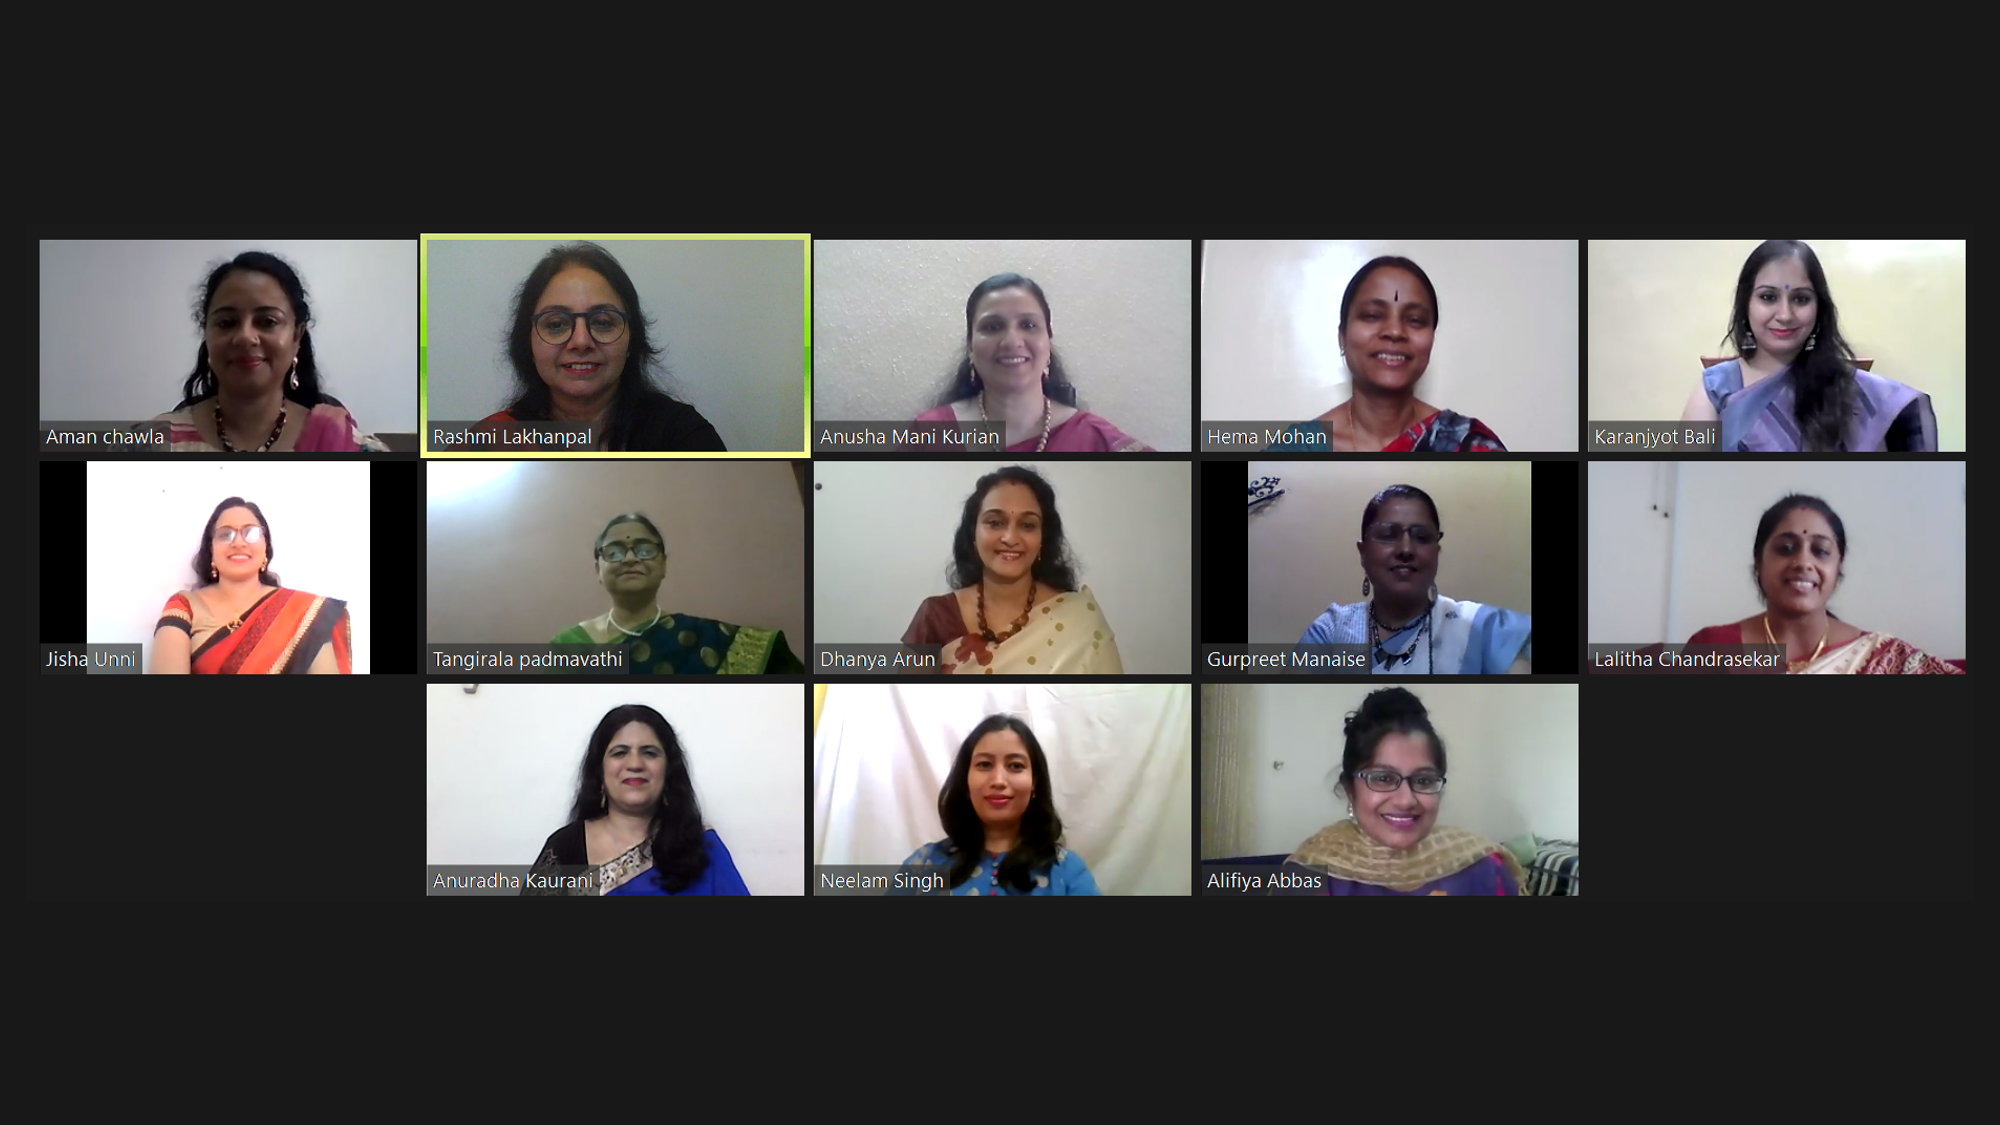 Aman chawla
Rashmi Lakhanpal
Anusha Mani Kurian
Hema Mohan
Karanjyot Bali
Jisha Unni
Tangirala padmavathi
Dhanya Arun
Gurpreet Manaise
Lalitha Chandrasekar
Anuradha Kaurani
Neelam Singh
Alifiya Abbas